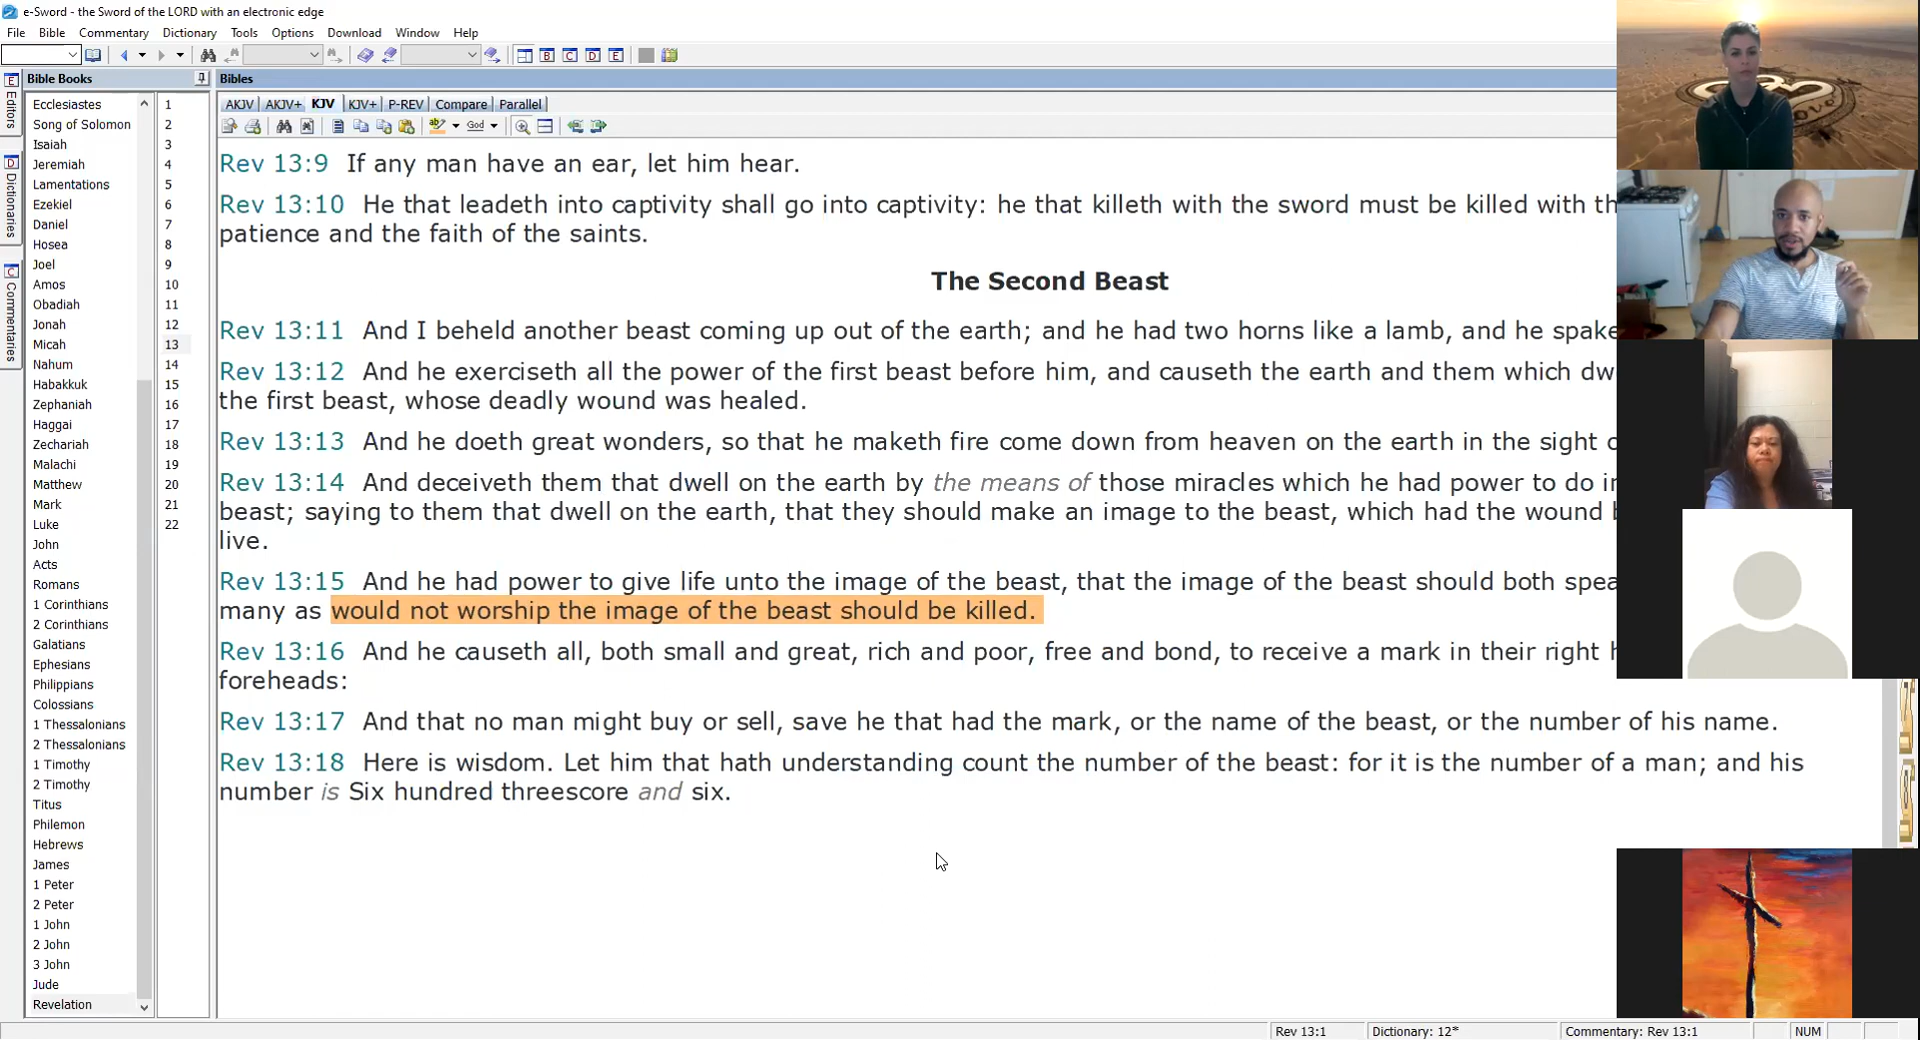 e-Sword - the Sword of the LORD with an electronic edge
File Bible Commentary Dictionary Tools Options Download Window Help
B C D E
Bible Books
Bibles
E Editors
D Dictionaries
C Commentaries
AKJV AKJV+ KJV KJV+ P-REV Compare Parallel
God
Ecclesiastes 1
Song of Solomon 2
Isaiah 3
Jeremiah 4
Lamentations 5
Ezekiel 6
Daniel 7
Hosea 8
Joel 9
Amos 10
Obadiah 11
Jonah 12
Micah 13
Nahum 14
Habakkuk 15
Zephaniah 16
Haggai 17
Zechariah 18
Malachi 19
Matthew 20
Mark 21
Luke 22
John
Acts
Romans
1 Corinthians
2 Corinthians
Galatians
Ephesians
Philippians
Colossians
1 Thessalonians
2 Thessalonians
1 Timothy
2 Timothy
Titus
Philemon
Hebrews
James
1 Peter
2 Peter
1 John
2 John
3 John
Jude
Revelation
Rev 13:9 If any man have an ear, let him hear.
Rev 13:10 He that leadeth into captivity shall go into captivity: he that killeth with the sword must be killed with
patience and the faith of the saints.
The Second Beast
Rev 13:11 And I beheld another beast coming up out of the earth; and he had two horns like a lamb, and he spake
Rev 13:12 And he exerciseth all the power of the first beast before him, and causeth the earth and them which
the first beast, whose deadly wound was healed.
Rev 13:13 And he doeth great wonders, so that he maketh fire come down from heaven on the earth in the sight
Rev 13:14 And deceiveth them that dwell on the earth by the means of those miracles which he had power to do
beast; saying to them that dwell on the earth, that they should make an image to the beast, which had the wound
live.
Rev 13:15 And he had power to give life unto the image of the beast, that the image of the beast should both
many as would not worship the image of the beast should be killed.
Rev 13:16 And he causeth all, both small and great, rich and poor, free and bond, to receive a mark in their right
foreheads:
Rev 13:17 And that no man might buy or sell, save he that had the mark, or the name of the beast, or the number of his name.
Rev 13:18 Here is wisdom. Let him that hath understanding count the number of the beast: for it is the number of a man; and his
number is Six hundred threescore and six.
Rev 13:1 Dictionary: 12* Commentary: Rev 13:1 NUM